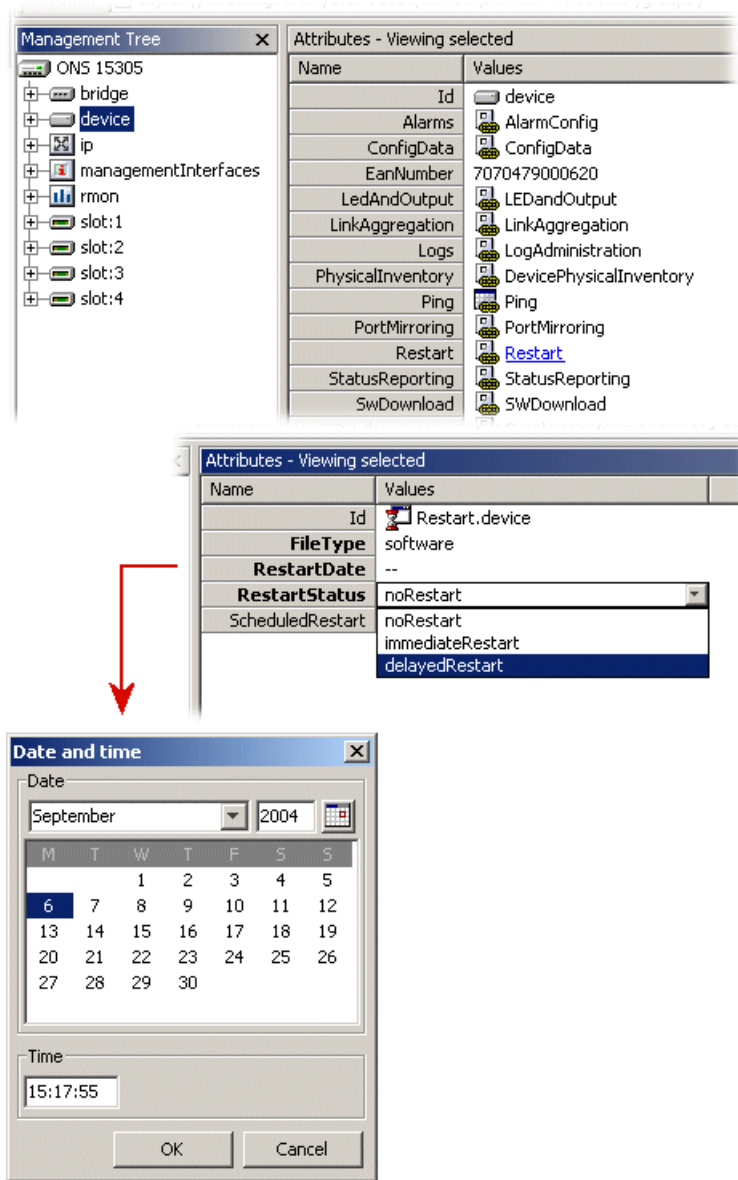 Management Tree
ONS 15305
bridge
device
ip
managementInterfaces
rmon
slot:1
slot:2
slot:3
slot:4
Attributes - Viewing selected
Name Values
Id device
Alarms AlarmConfig
ConfigData ConfigData
EanNumber 7070479000620
LedAndOutput LEDandOutput
LinkAggregation LinkAggregation
Logs LogAdministration
PhysicalInventory DevicePhysicalInventory
Ping Ping
PortMirroring PortMirroring
Restart Restart
StatusReporting StatusReporting
SwDownload SWDownload
Attributes - Viewing selected
Name Values
Id Restart.device
FileType software
RestartDate --
RestartStatus noRestart
ScheduledRestart noRestart
immediateRestart
delayedRestart
Date and time
Date
September 2004
M T W T F S S
1 2 3 4 5
6 7 8 9 10 11 12
13 14 15 16 17 18 19
20 21 22 23 24 25 26
27 28 29 30
Time
15:17:55
OK Cancel